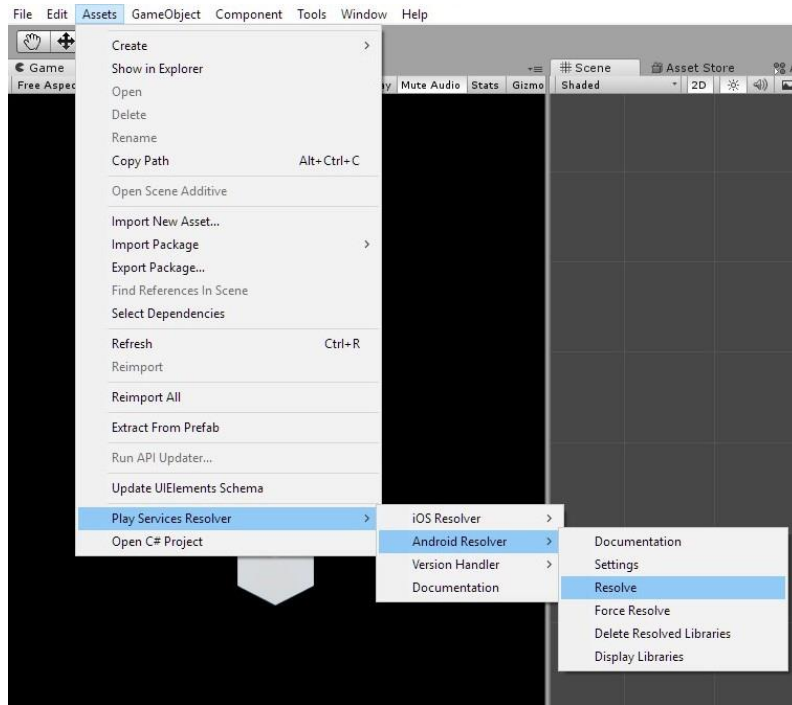 File Edit Assets GameObject Component Tools Window Help
Game
Free Aspec
Mute Audio Stats Gizmo
Scene Asset Store
Shaded 2D
Create
Show in Explorer
Open
Delete
Rename
Copy Path Alt+Ctrl+C
Open Scene Additive
Import New Asset...
Import Package
Export Package...
Find References In Scene
Select Dependencies
Refresh Ctrl+R
Reimport
Reimport All
Extract From Prefab
Run API Updater...
Update UIElements Schema
Play Services Resolver
Open C# Project
iOS Resolver
Android Resolver
Version Handler
Documentation
Documentation
Settings
Resolve
Force Resolve
Delete Resolved Libraries
Display Libraries